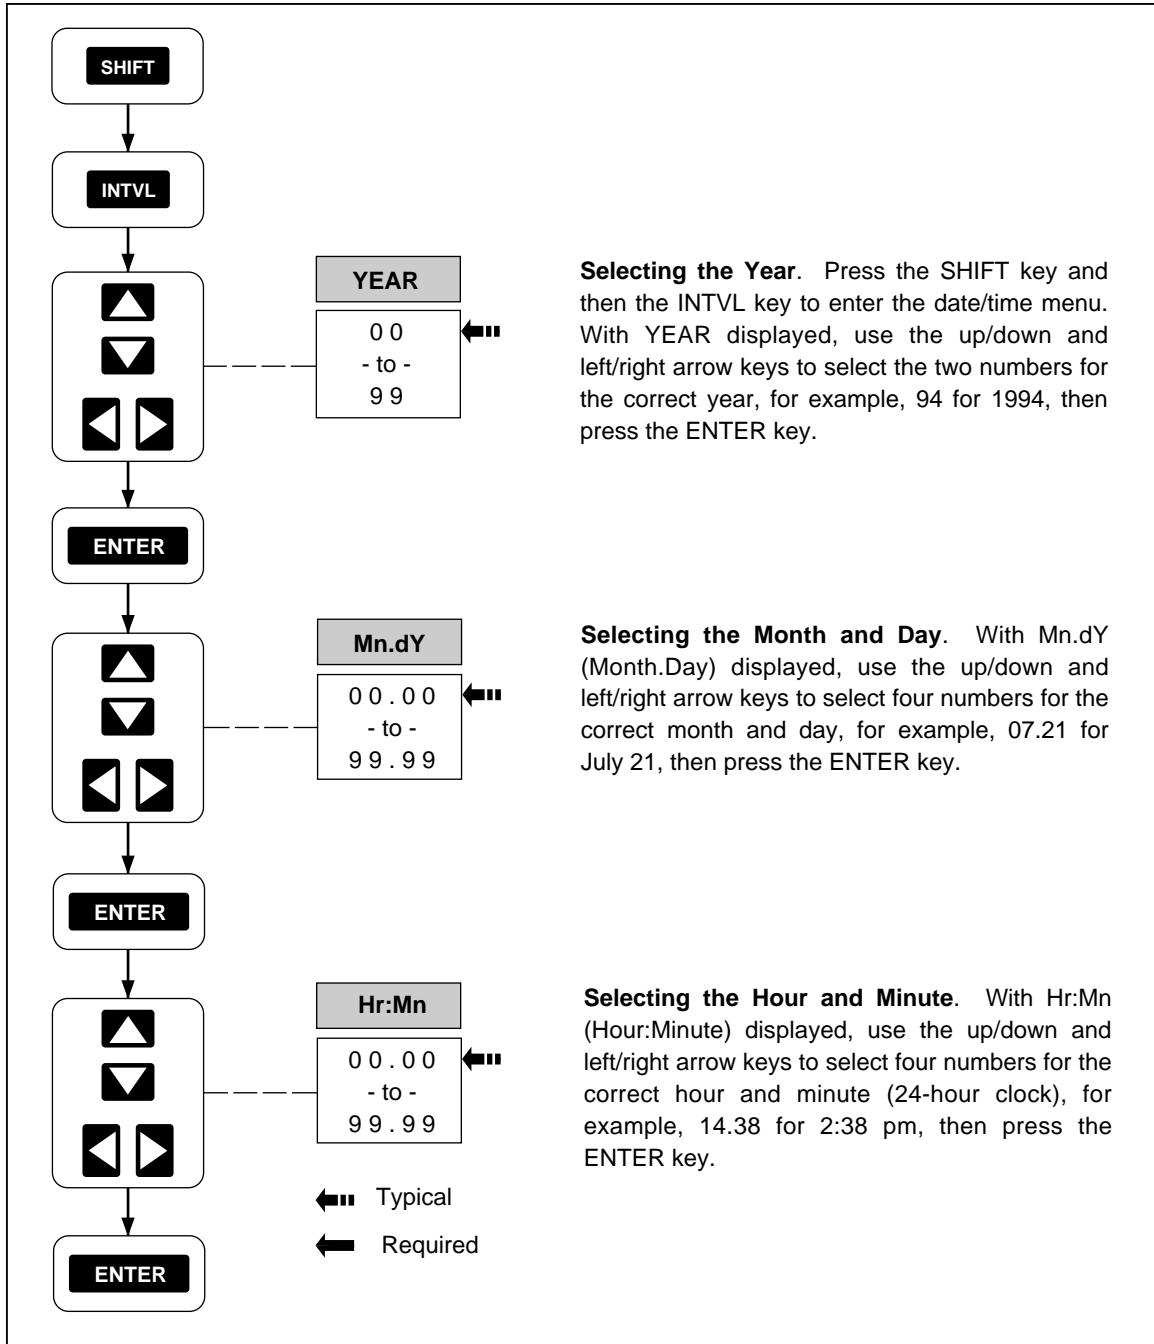 SHIFT
INTVL
YEAR
0 0
- to -
9 9
Selecting the Year. Press the SHIFT key and
then the INTVL key to enter the date/time menu.
With YEAR displayed, use the up/down and
left/right arrow keys to select the two numbers for
the correct year, for example, 94 for 1994, then
press the ENTER key.
ENTER
Mn.dY
0 0 . 0 0
- to -
9 9 . 9 9
Selecting the Month and Day. With Mn.dY
(Month.Day) displayed, use the up/down and
left/right arrow keys to select four numbers for the
correct month and day, for example, 07.21 for
July 21, then press the ENTER key.
ENTER
Hr:Mn
0 0 . 0 0
- to -
9 9 . 9 9
Selecting the Hour and Minute. With Hr:Mn
(Hour:Minute) displayed, use the up/down and
left/right arrow keys to select four numbers for the
correct hour and minute (24-hour clock), for
example, 14.38 for 2:38 pm, then press the
ENTER key.
Typical
Required
ENTER